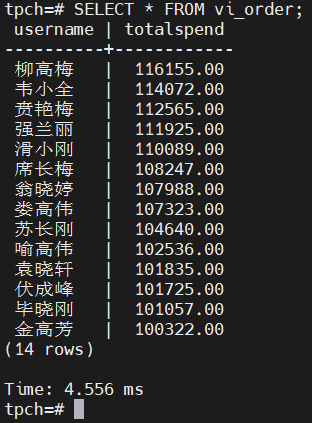 tpch=# SELECT * FROM vi_order;
username | totalspend
----------+------------
柳高梅 | 116155.00
韦小全 | 114072.00
贲艳梅 | 112565.00
强兰丽 | 111925.00
滑小刚 | 110089.00
席长梅 | 108247.00
翁晓婷 | 107988.00
娄高伟 | 107323.00
苏长刚 | 104640.00
喻高伟 | 102536.00
袁晓轩 | 101835.00
伏成峰 | 101725.00
毕晓刚 | 101057.00
金高芳 | 100322.00
(14 rows)
Time: 4.556 ms
tpch=#